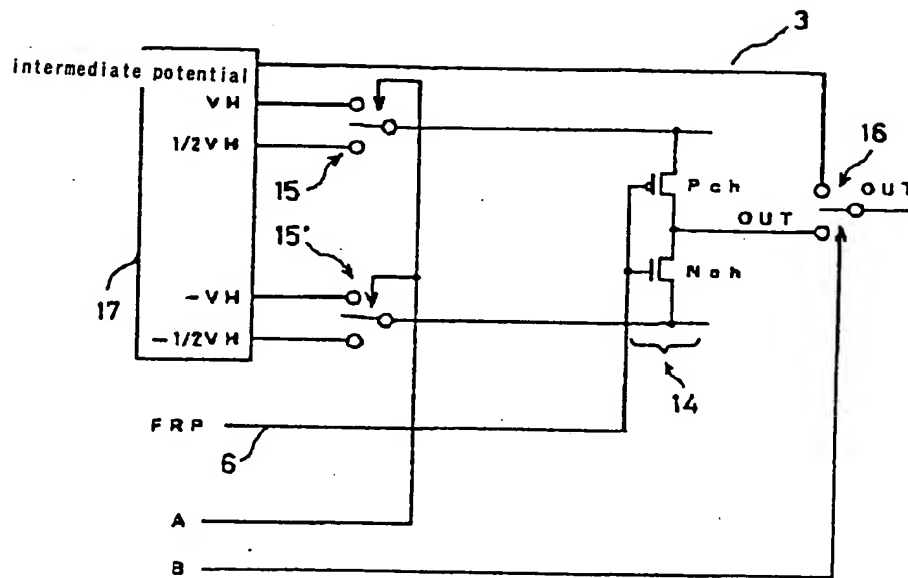 3
intermediate potential
VH
1/2VH
15
16
Pch
OUT
OUT
15'
Nch
17
-VH
-1/2VH
14
FRP
6
A
B